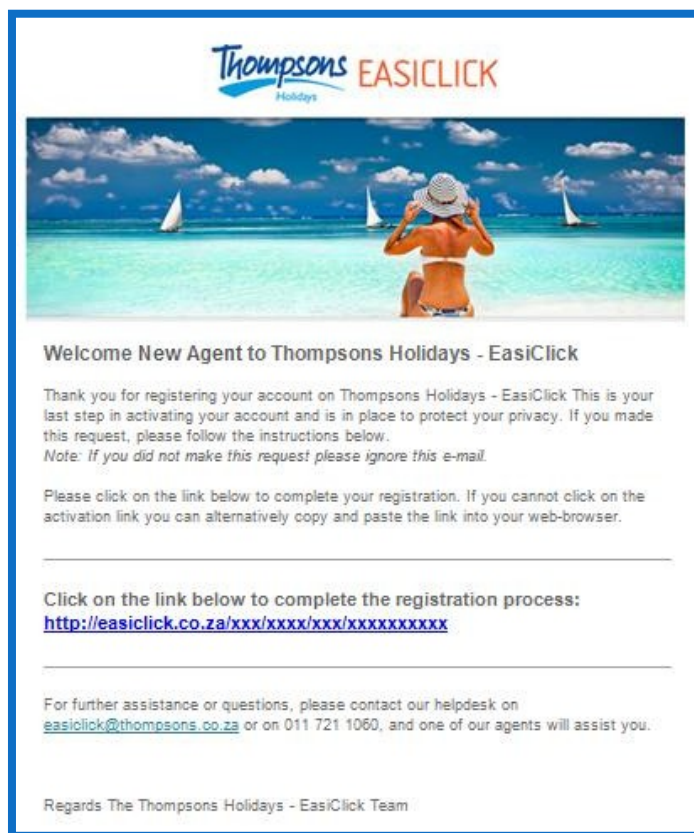 Thompsons EASICLICK
Holidays
Welcome New Agent to Thompsons Holidays - EasiClick
Thank you for registering your account on Thompsons Holidays - EasiClick This is your
last step in activating your account and is in place to protect your privacy. If you made
this request, please follow the instructions below.
Note: If you did not make this request please ignore this e-mail.
Please click on the link below to complete your registration. If you cannot click on the
activation link you can alternatively copy and paste the link into your web-browser.
Click on the link below to complete the registration process:
http://easiclick.co.za/xxx/xxxx/xxx/xxxxxxxxxx
For further assistance or questions, please contact our helpdesk on
easiclick@thompsons.co.za or on 011 721 1060, and one of our agents will assist you.
Regards The Thompsons Holidays - EasiClick Team